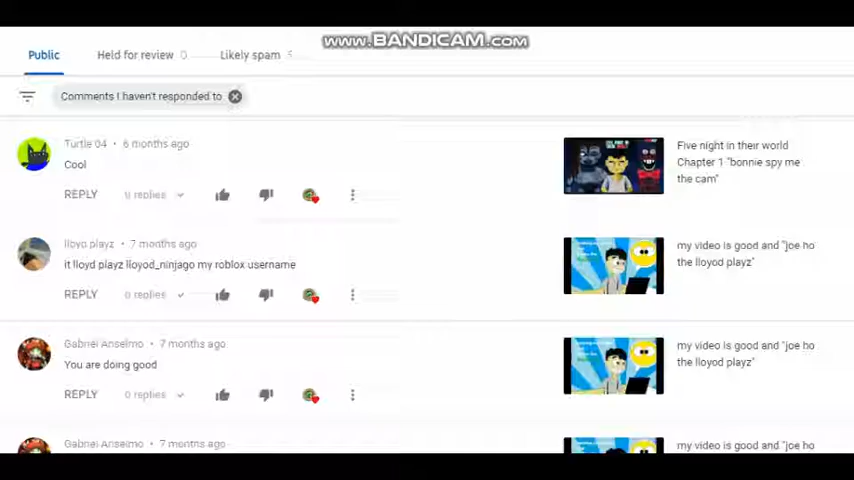 www.BANDICAM.com
Public
Held for review 0
Likely spam 5
Comments I haven't responded to
Turtle 04 • 6 months ago
Cool
REPLY
0 replies
Five night in their world
Chapter 1 "bonnie spy me
the cam"
lloyd playz • 7 months ago
it lloyd playz lloyod_ninjago my roblox username
REPLY
0 replies
my video is good and "joe ho
the lloyod playz"
Gabriel Anselmo • 7 months ago
You are doing good
REPLY
0 replies
my video is good and "joe ho
the lloyod playz"
Gabriel Anselmo • 7 months ago
my video is good and "joe ho